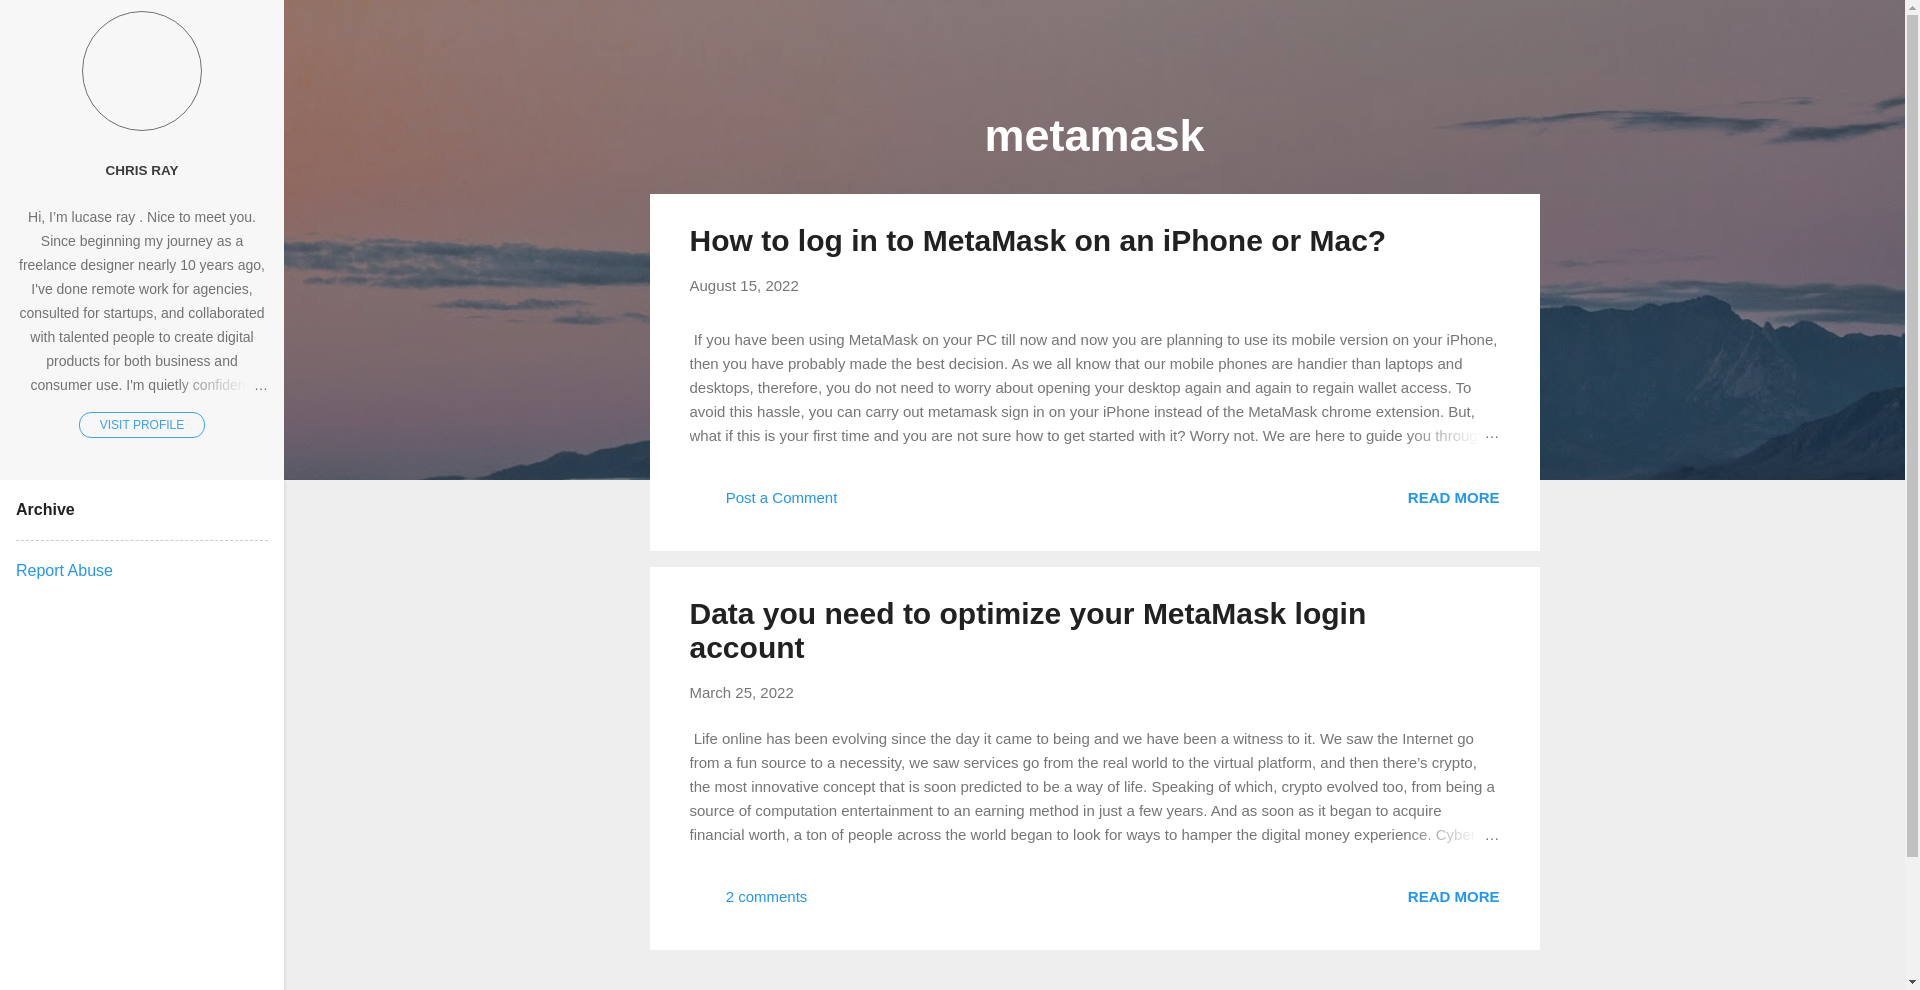 CHRIS RAY
Hi, I’m lucase ray . Nice to meet you.
Since beginning my journey as a
freelance designer nearly 10 years ago,
I've done remote work for agencies,
consulted for startups, and collaborated
with talented people to create digital
products for both business and
consumer use. I'm quietly
…
VISIT PROFILE
Archive
Report Abuse
metamask
How to log in to MetaMask on an iPhone or Mac?
August 15, 2022
If you have been using MetaMask on your PC till now and now you are planning to use its mobile version on your iPhone,
then you have probably made the best decision. As we all know that our mobile phones are handier than laptops and
desktops, therefore, you do not need to worry about opening your desktop again and again to regain wallet access. To
avoid this hassle, you can carry out metamask sign in on your iPhone instead of the MetaMask chrome extension. But,
what if this is your first time and you are not sure how to get started with it? Worry not. We are here to guide you throug
…
Post a Comment
READ MORE
Data you need to optimize your MetaMask login
account
March 25, 2022
Life online has been evolving since the day it came to being and we have been a witness to it. We saw the Internet go
from a fun source to a necessity, we saw services go from the real world to the virtual platform, and then there’s crypto,
the most innovative concept that is soon predicted to be a way of life. Speaking of which, crypto evolved too, from being a
source of computation entertainment to an earning method in just a few years. And as soon as it began to acquire
financial worth, a ton of people across the world began to look for ways to hamper the digital money experience. Cyber
…
2 comments
READ MORE